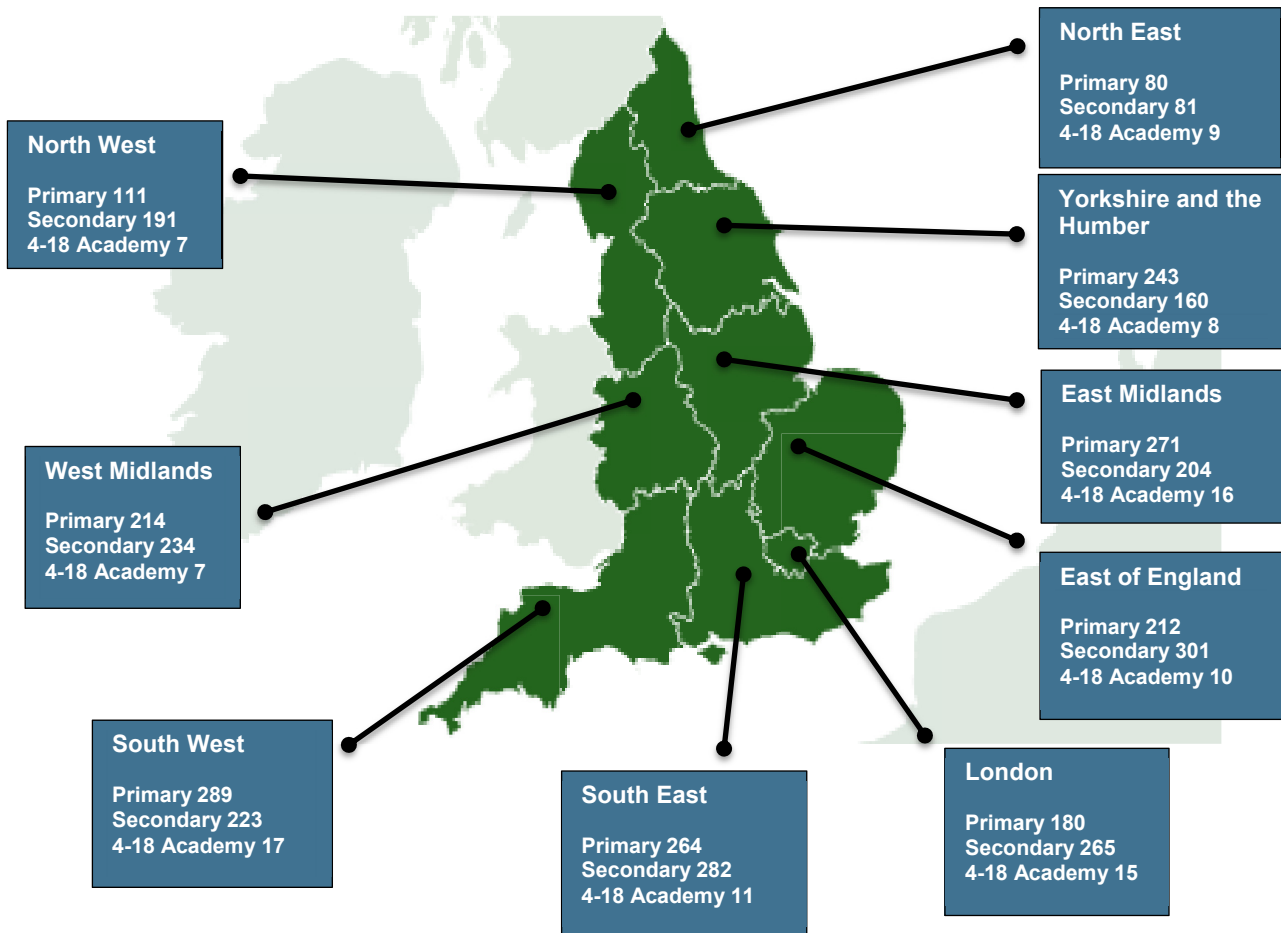 North East
Primary 80
Secondary 81
4-18 Academy 9
North West
Primary 111
Secondary 191
4-18 Academy 7
Yorkshire and the
Humber
Primary 243
Secondary 160
4-18 Academy 8
East Midlands
Primary 271
Secondary 204
4-18 Academy 16
West Midlands
Primary 214
Secondary 234
4-18 Academy 7
East of England
Primary 212
Secondary 301
4-18 Academy 10
South West
Primary 289
Secondary 223
4-18 Academy 17
South East
Primary 264
Secondary 282
4-18 Academy 11
London
Primary 180
Secondary 265
4-18 Academy 15